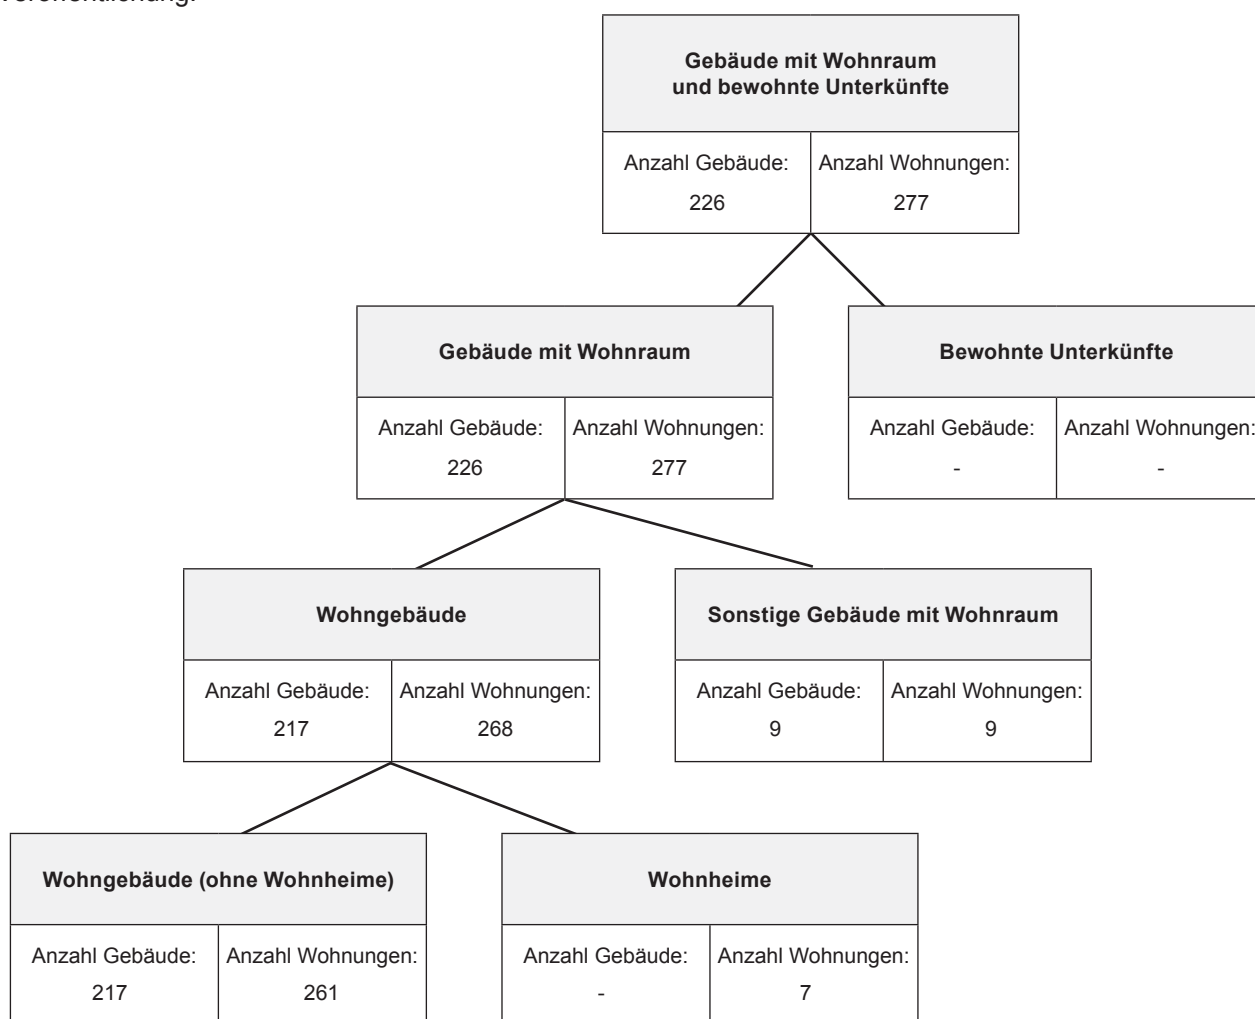 Veröffentlichung.
Gebäude mit Wohnraum
und bewohnte Unterkünfte
Anzahl Gebäude: Anzahl Wohnungen:
226 277
Gebäude mit Wohnraum Bewohnte Unterkünfte
Anzahl Gebäude: Anzahl Wohnungen: Anzahl Gebäude: Anzahl Wohnungen:
226 277 - -
Wohngebäude Sonstige Gebäude mit Wohnraum
Anzahl Gebäude: Anzahl Wohnungen: Anzahl Gebäude: Anzahl Wohnungen:
217 268 9 9
Wohngebäude (ohne Wohnheime) Wohnheime
Anzahl Gebäude: Anzahl Wohnungen: Anzahl Gebäude: Anzahl Wohnungen:
217 261 - 7